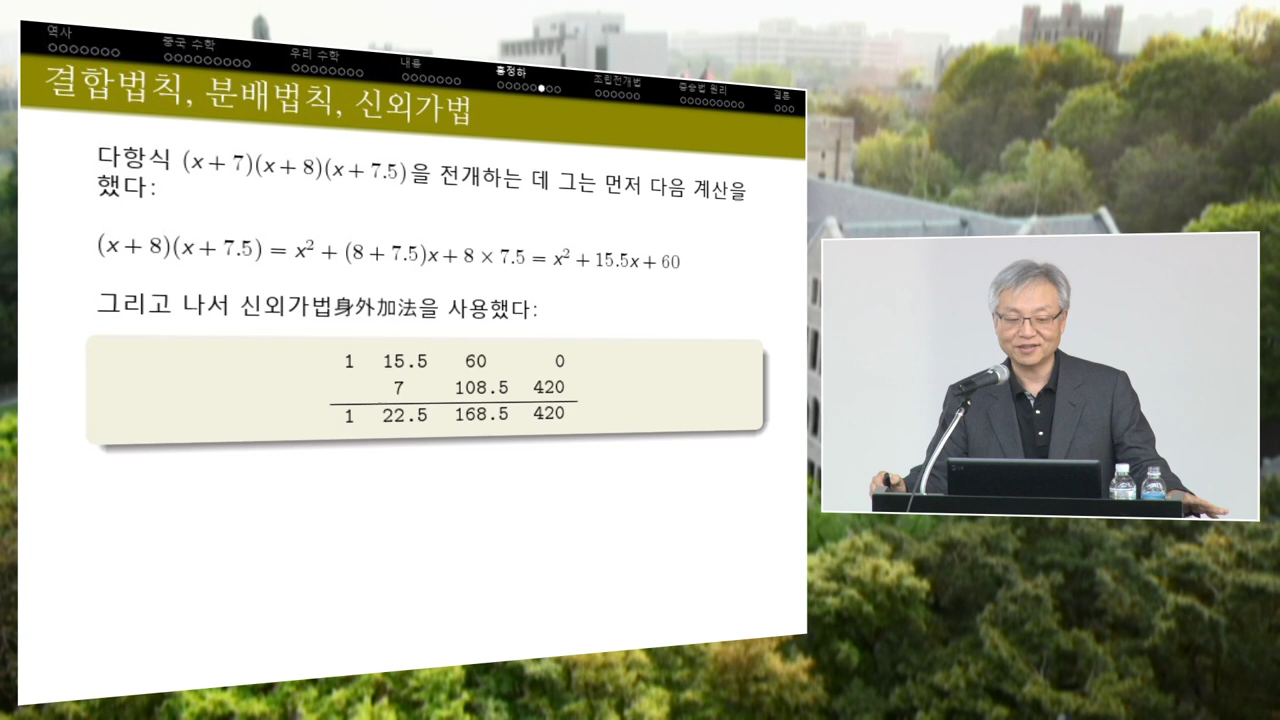 역사 중국 수학 우리 수학 내용 홍정하 조립전개법 증승법 원리 결론
결합법칙, 분배법칙, 신외가법
다항식 (x + 7)(x + 8)(x + 7.5)을 전개하는 데 그는 먼저 다음 계산을
했다:
(x + 8)(x + 7.5) = x² + (8 + 7.5)x + 8 × 7.5 = x² + 15.5x + 60
그리고 나서 신외가법身外加法을 사용했다:
1 15.5 60 0
7 108.5 420
1 22.5 168.5 420